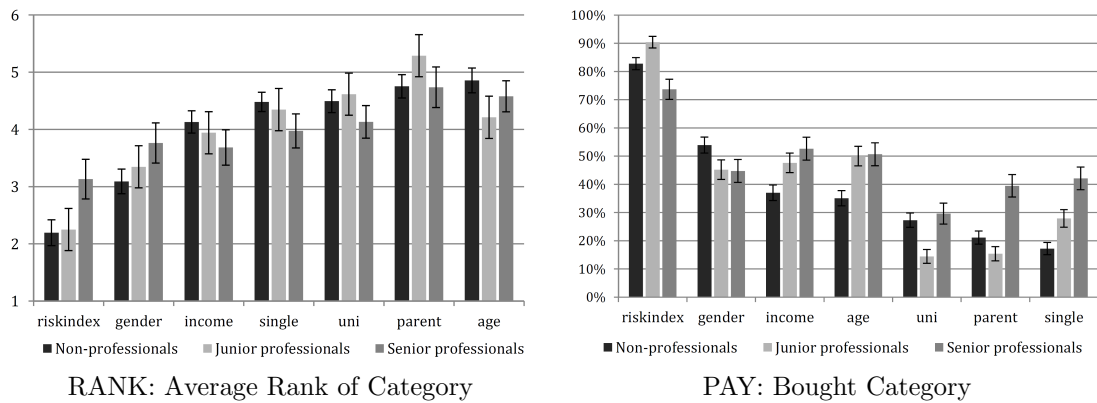 6
5
4
3
2
1
riskindex gender income single uni parent age
Non-professionals Junior professionals Senior professionals
RANK: Average Rank of Category
100%
90%
80%
70%
60%
50%
40%
30%
20%
10%
0%
riskindex gender income age uni parent single
Non-professionals Junior professionals Senior professionals
PAY: Bought Category